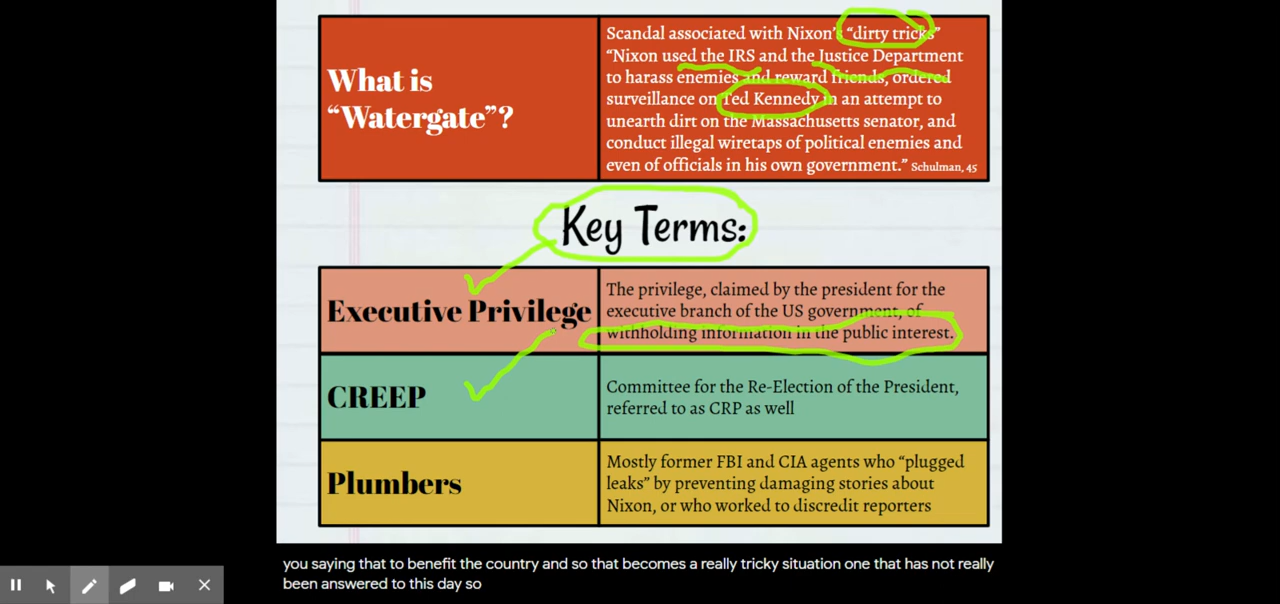 Scandal associated with Nixon's “dirty tricks”
“Nixon used the IRS and the Justice Department
to harass enemies and reward friends, ordered
surveillance on Ted Kennedy in an attempt to
unearth dirt on the Massachusetts senator, and
conduct illegal wiretaps of political enemies and
even of officials in his own government.” Schulman, 45
What is
“Watergate”?
Key Terms:
Executive Privilege
The privilege, claimed by the president for the
executive branch of the US government, of
withholding information in the public interest.
CREEP
Committee for the Re-Election of the President,
referred to as CRP as well
Plumbers
Mostly former FBI and CIA agents who “plugged
leaks” by preventing damaging stories about
Nixon, or who worked to discredit reporters
you saying that to benefit the country and so that becomes a really tricky situation one that has not really
been answered to this day so